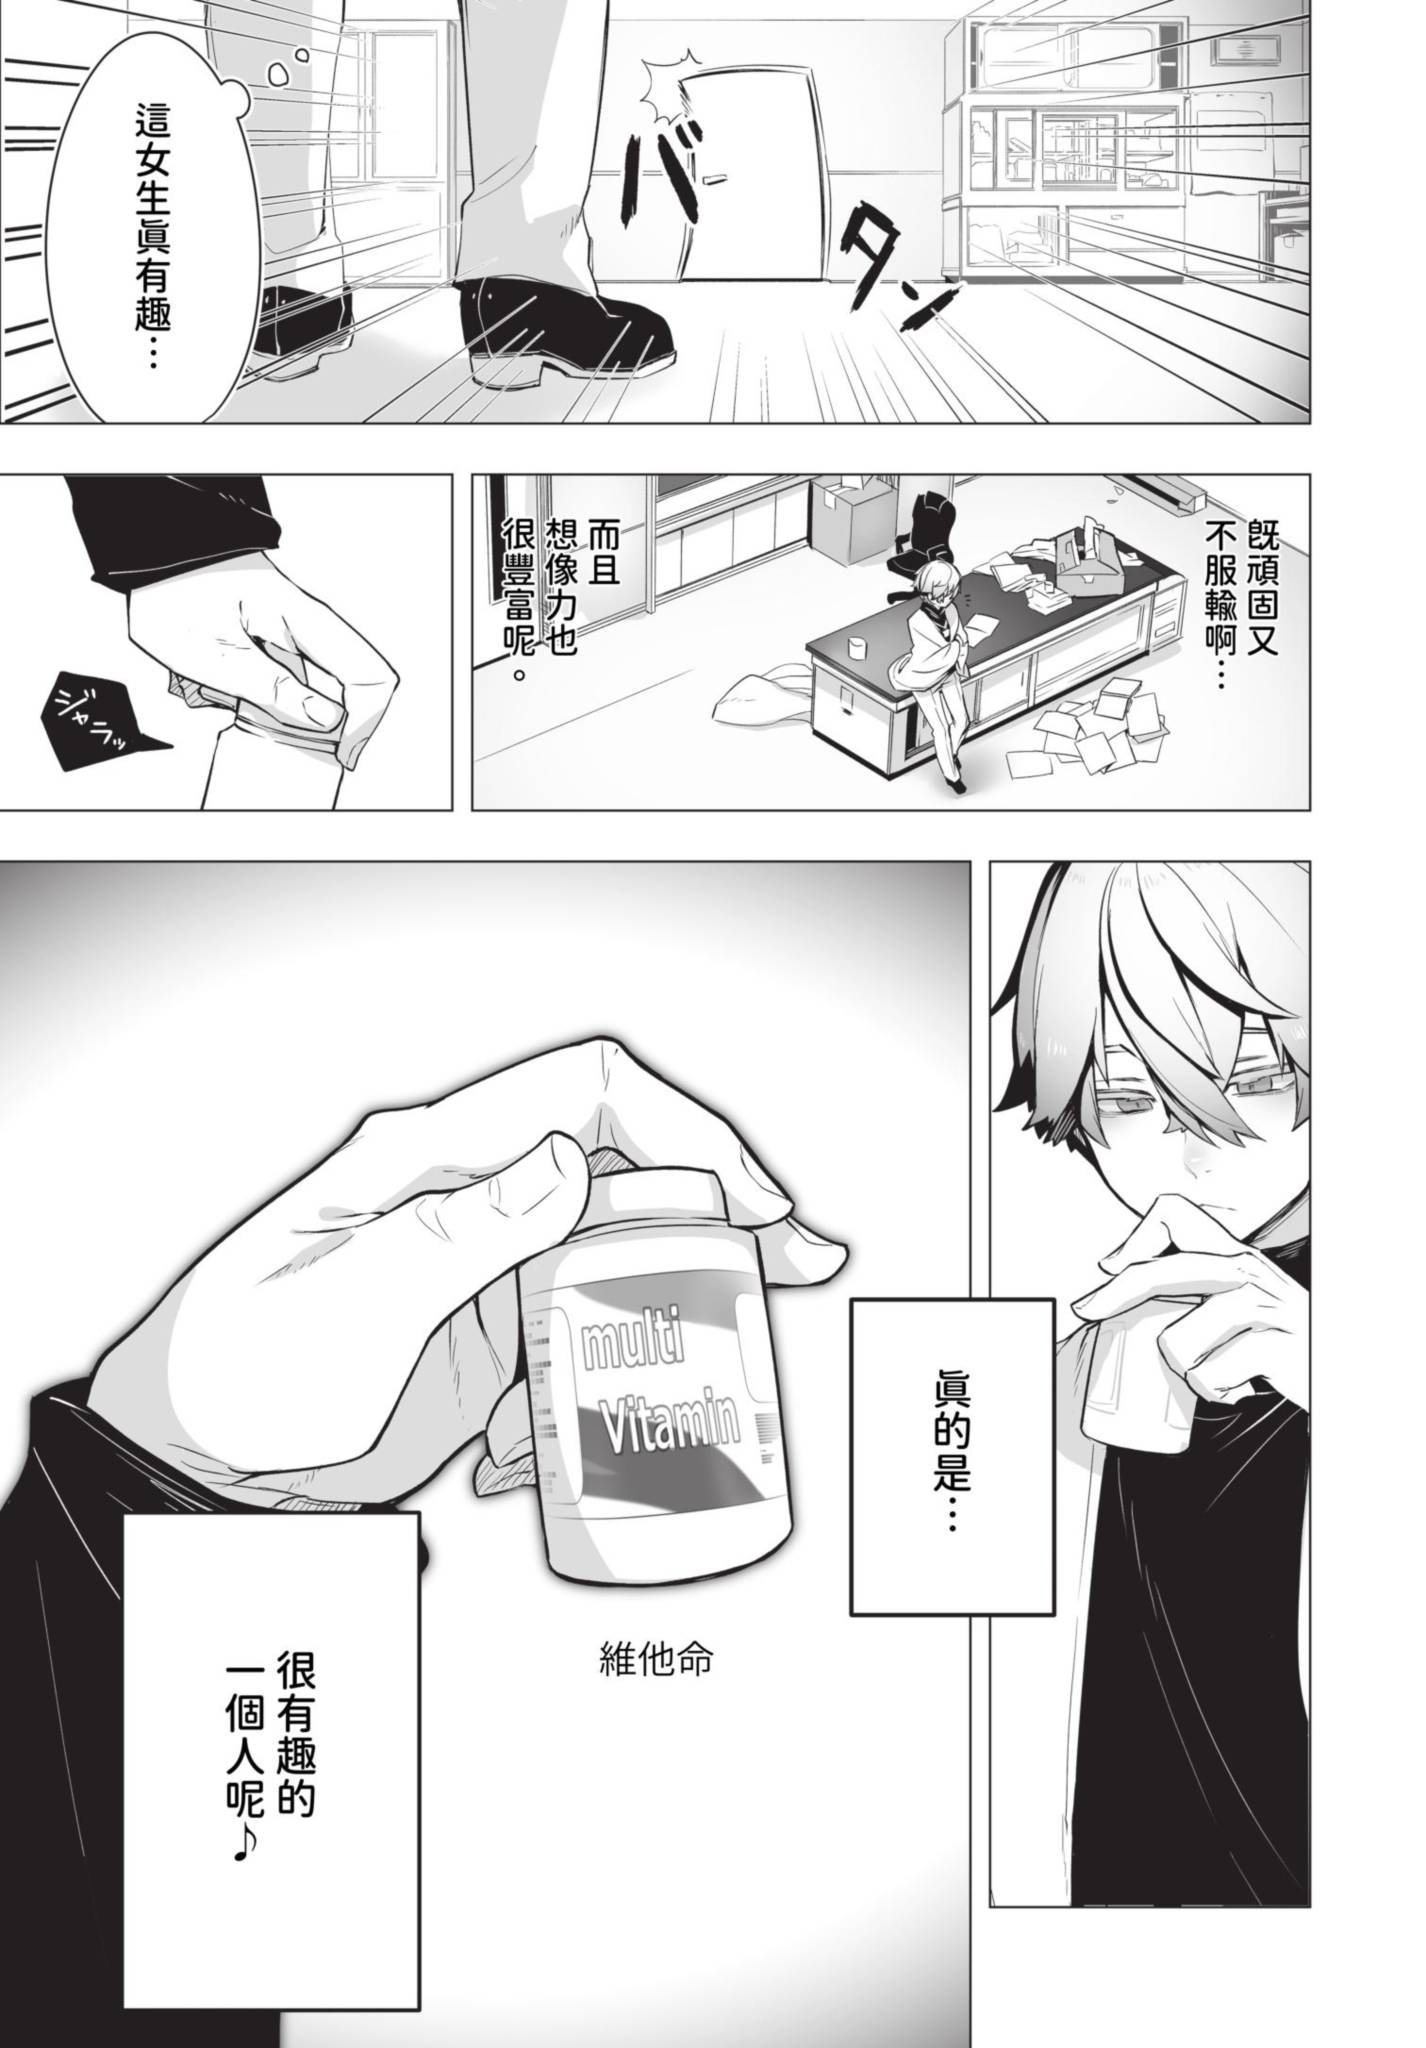 バタン
這女生眞有趣…
旣頑固又
不服輸啊…
而且
想像力也
很豐富呢。
ジャラッ
眞的是…
multi
Vitamin
維他命
很有趣的
一個人呢♪